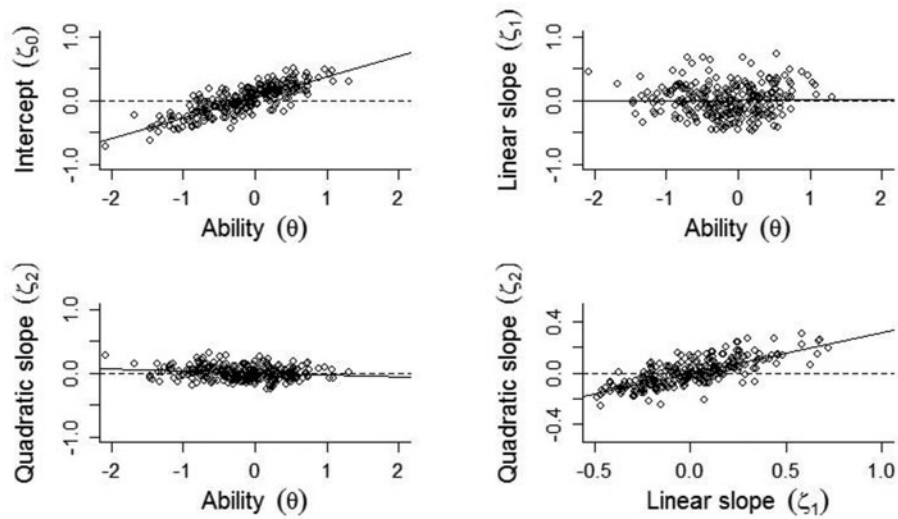 Intercept (ζ₀)
1.0
0.0
-1.0
-2 -1 0 1 2
Ability (θ)
Linear slope (ζ₁)
1.0
0.0
-1.0
-2 -1 0 1 2
Ability (θ)
Quadratic slope (ζ₂)
1.0
0.0
-1.0
-2 -1 0 1 2
Ability (θ)
Quadratic slope (ζ₂)
0.4
0.0
-0.4
-0.5 0.0 0.5 1.0
Linear slope (ζ₁)